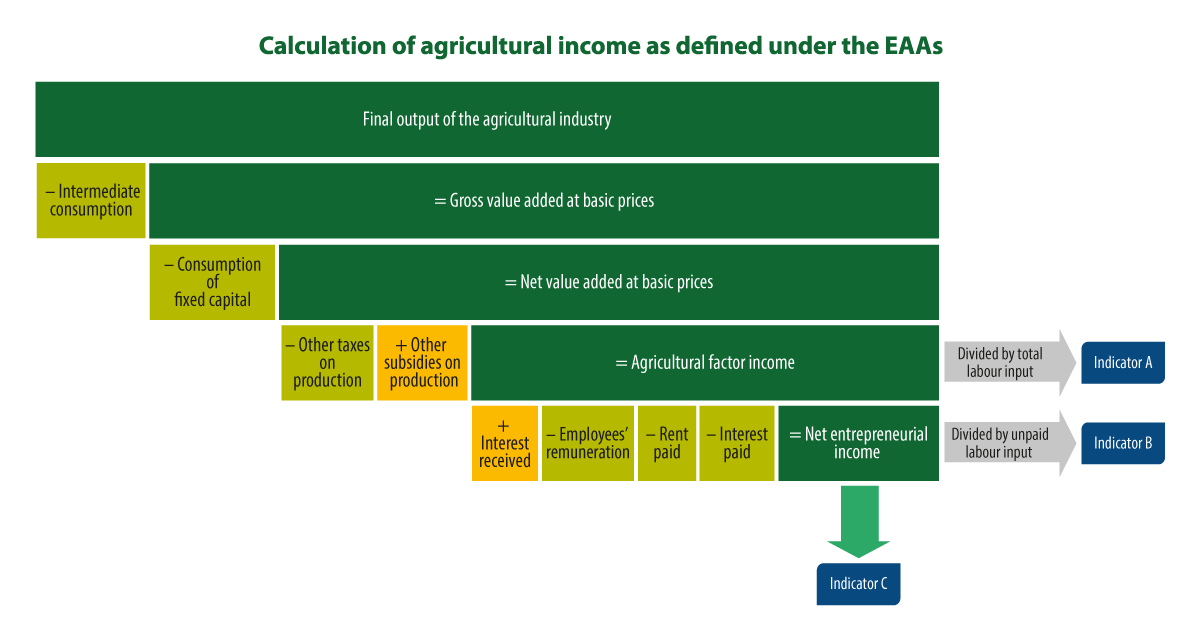 Calculation of agricultural income as defined under the EAAs
Final output of the agricultural industry
– Intermediate
consumption
= Gross value added at basic prices
– Consumption
of
fixed capital
= Net value added at basic prices
– Other taxes
on
production
+ Other
subsidies on
production
= Agricultural factor income
Divided by total
labour input
Indicator A
+
Interest
received
– Employees’
remuneration
– Rent
paid
– Interest
paid
= Net entrepreneurial
income
Divided by unpaid
labour input
Indicator B
Indicator C